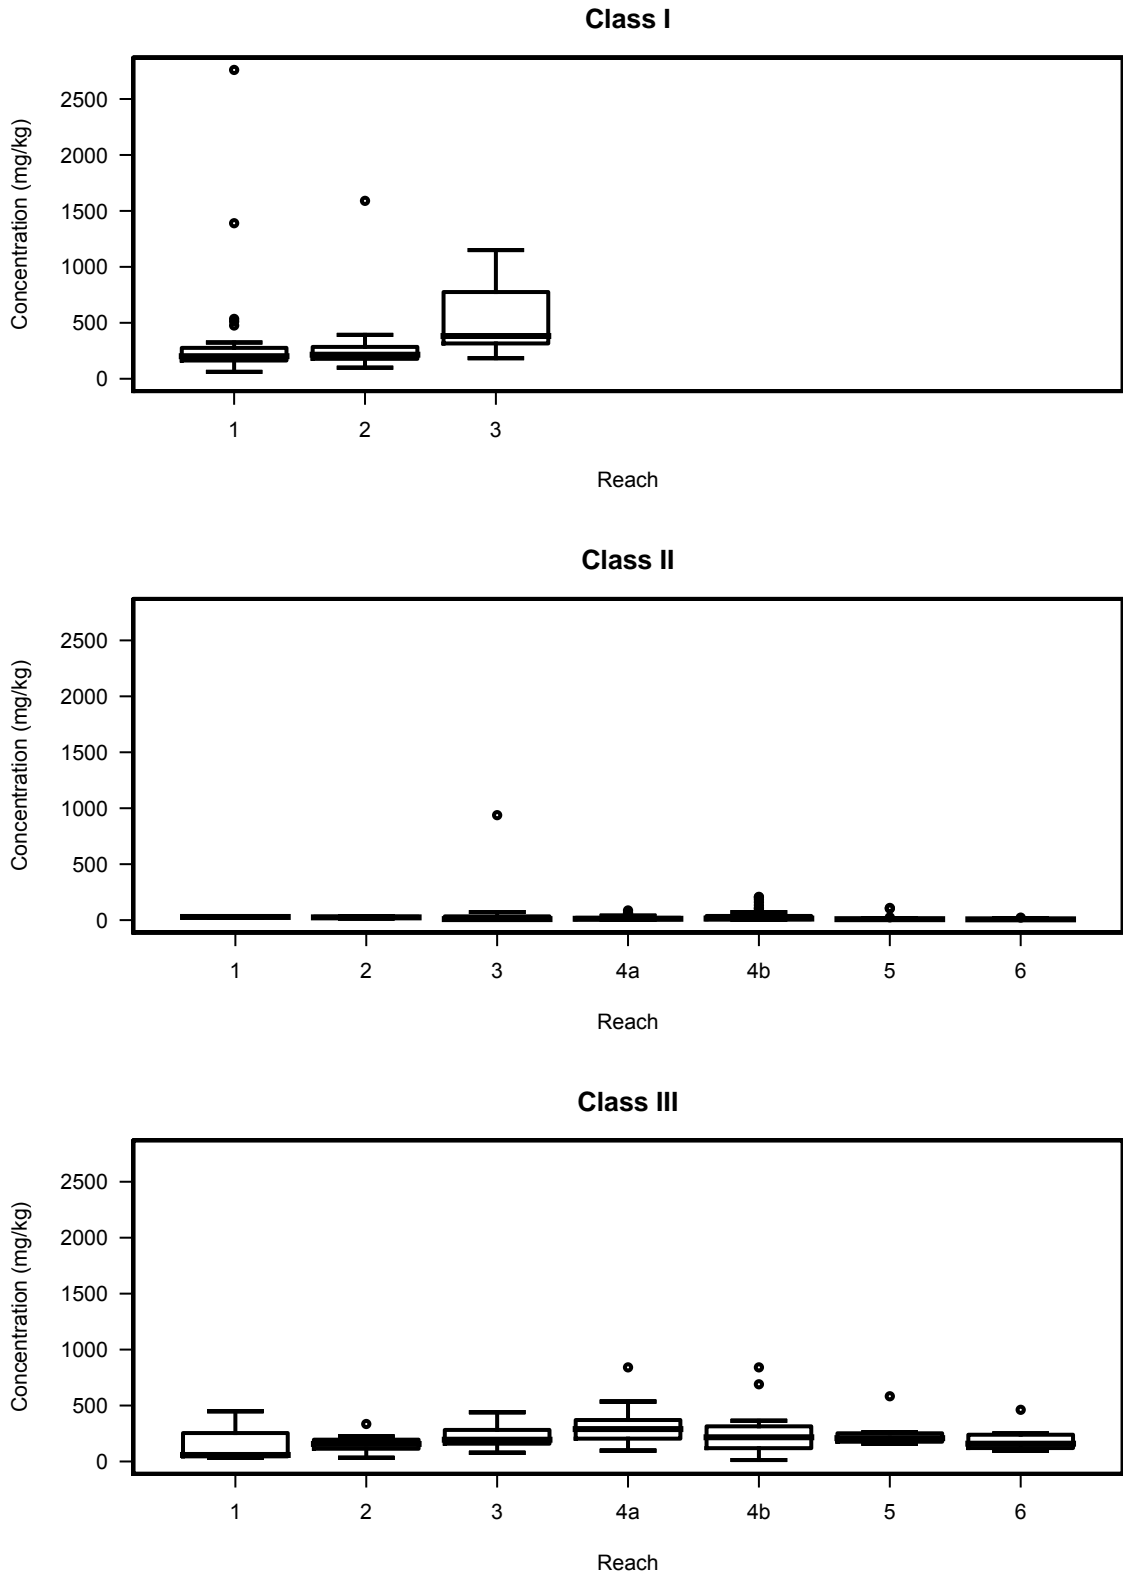 Class I
Concentration (mg/kg)
2500
2000
1500
1000
500
0
1 2 3
Reach
Class II
Concentration (mg/kg)
2500
2000
1500
1000
500
0
1 2 3 4a 4b 5 6
Reach
Class III
Concentration (mg/kg)
2500
2000
1500
1000
500
0
1 2 3 4a 4b 5 6
Reach